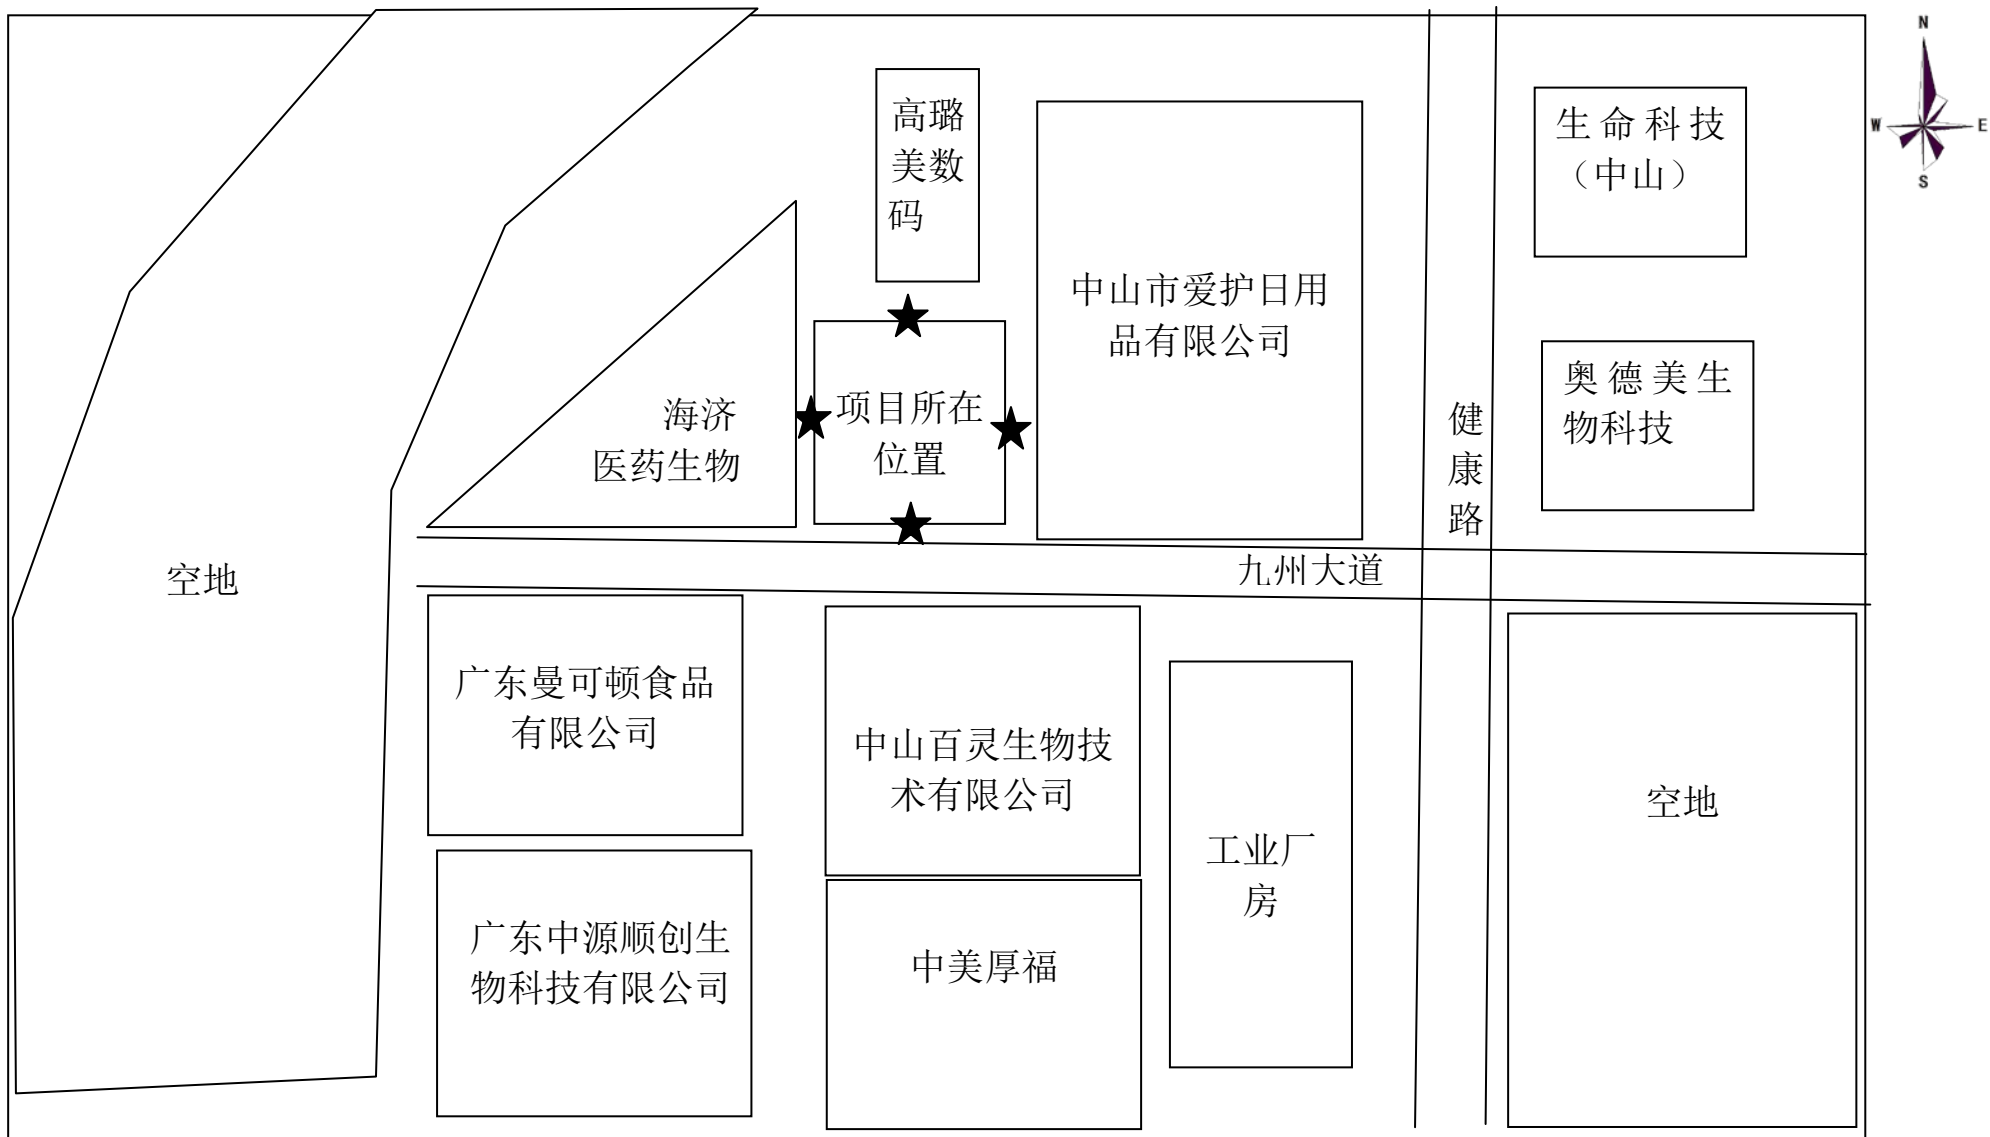 N
W
E
S
高璐
美数
码
生命科技
（中山）
中山市爱护日用
品有限公司
海济
医药生物
项目所在
位置
奥德美生
物科技
健
康
路
九州大道
空地
广东曼可顿食品
有限公司
中山百灵生物技
术有限公司
工业厂
房
空地
广东中源顺创生
物科技有限公司
中美厚福